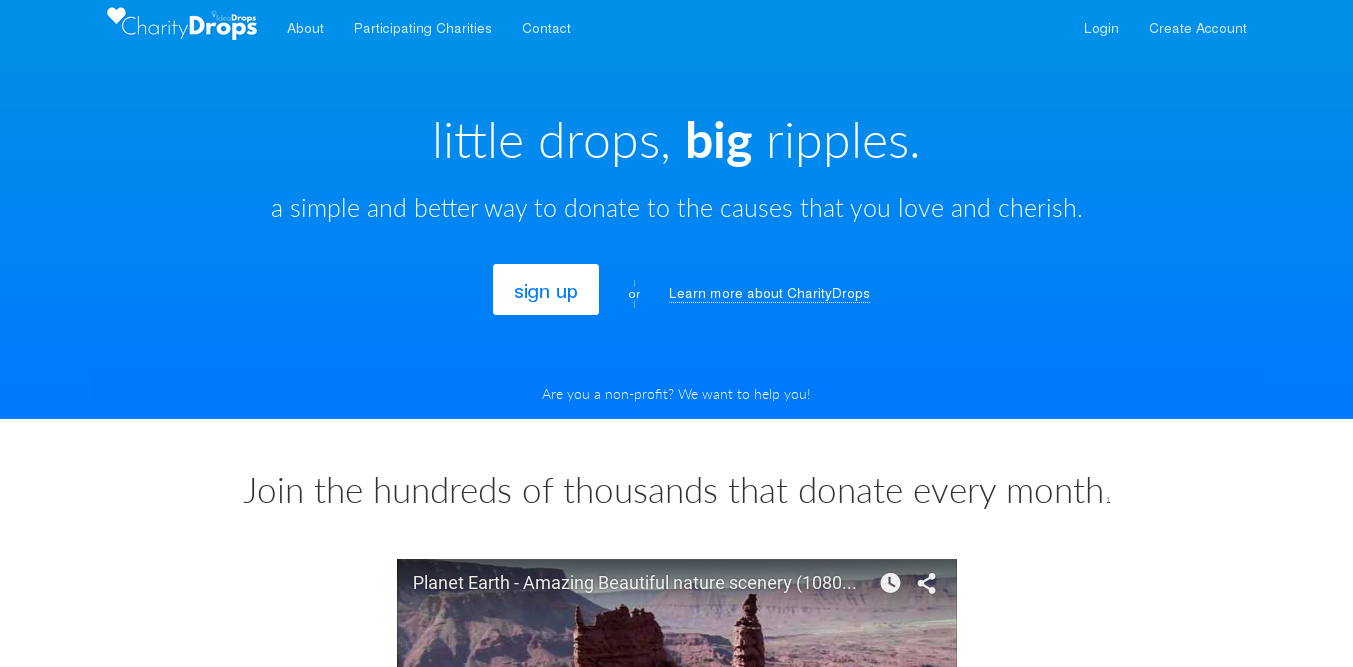 CharityDrops
IdeaDrops
About
Participating Charities
Contact
Login
Create Account
little drops, big ripples.
a simple and better way to donate to the causes that you love and cherish.
sign up
or
Learn more about CharityDrops
Are you a non-profit? We want to help you!
Join the hundreds of thousands that donate every month.
Planet Earth - Amazing Beautiful nature scenery (1080...